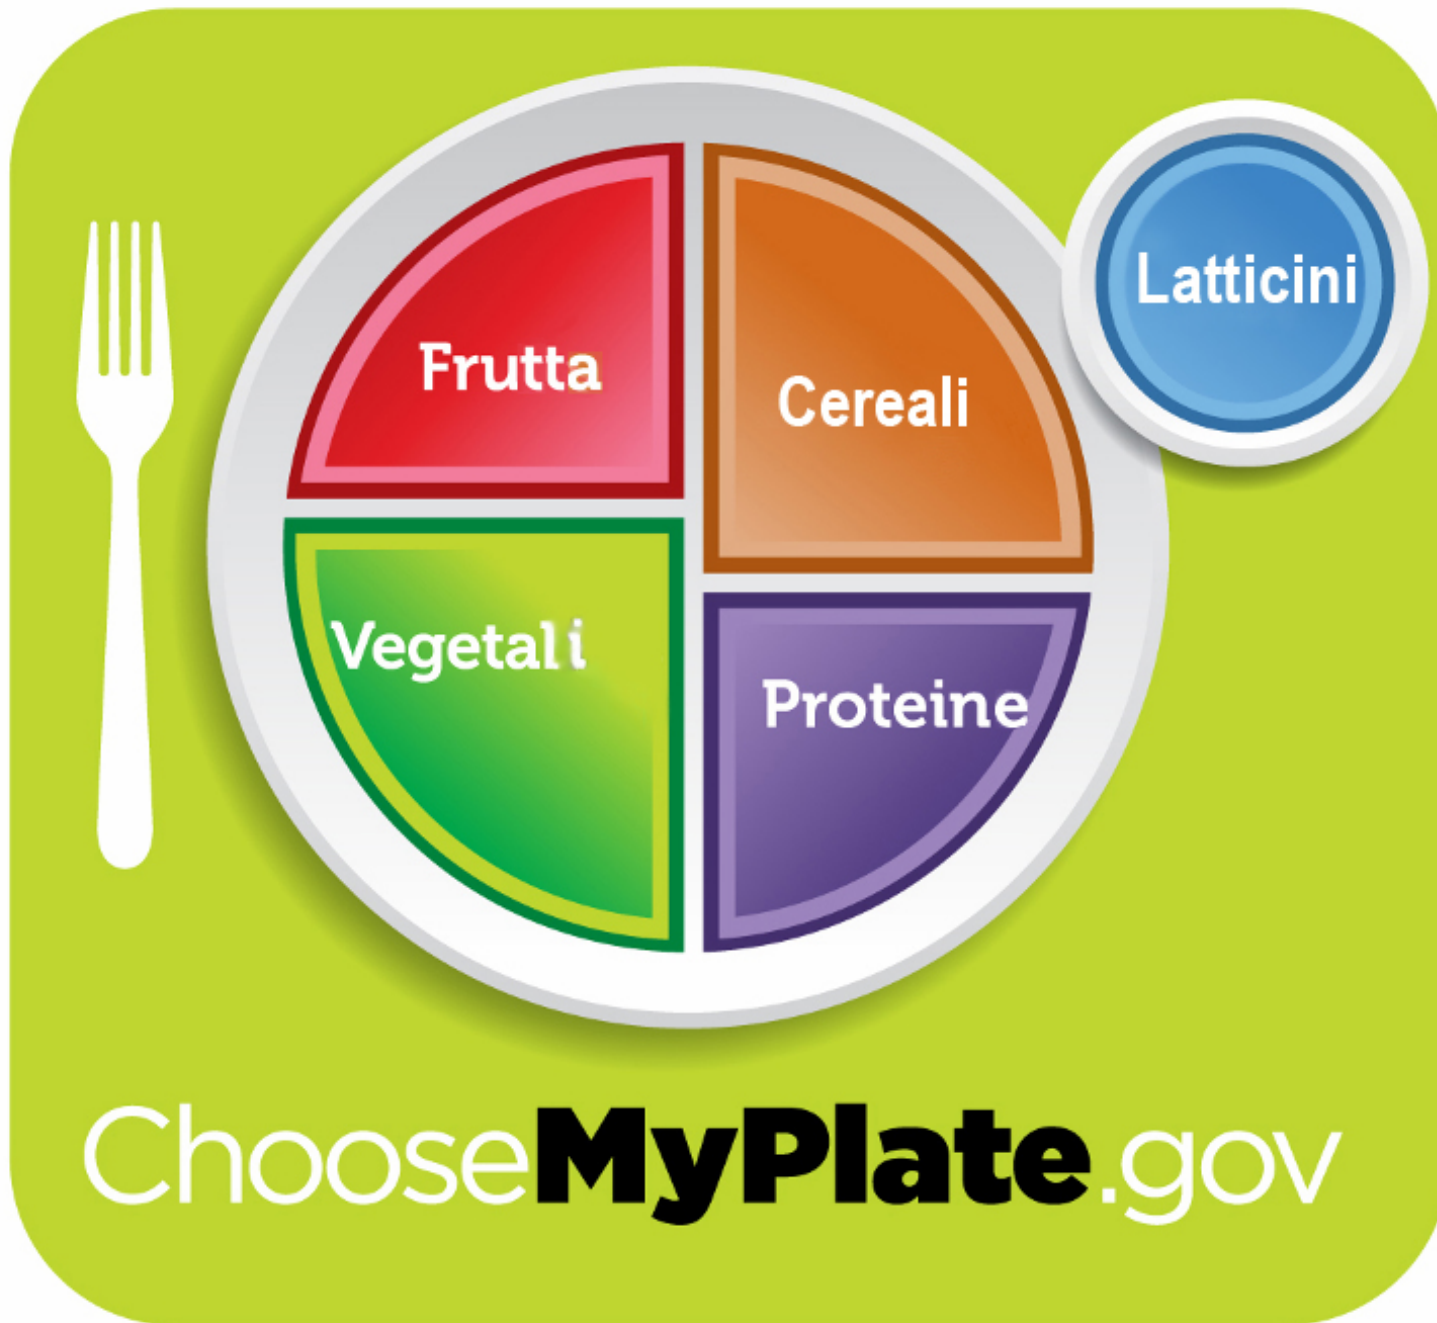 Frutta
Cereali
Latticini
Vegetali
Proteine
ChooseMyPlate.gov